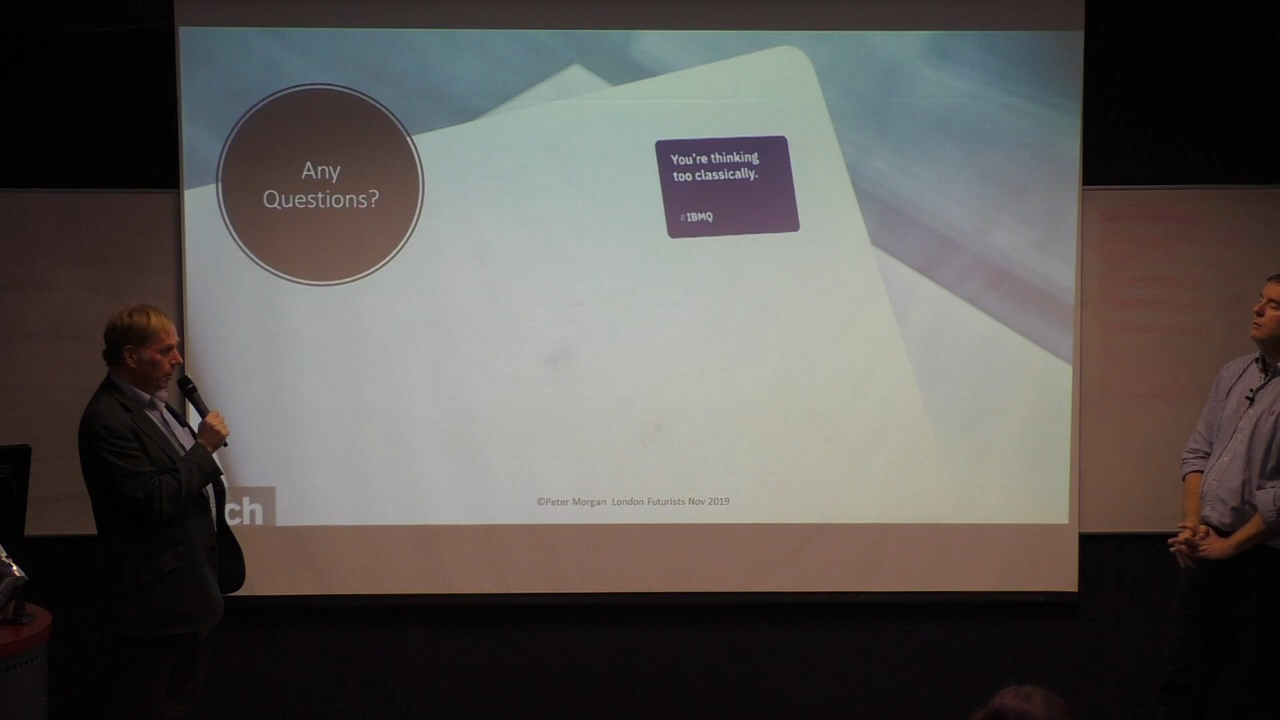 Any
Questions?
You're thinking
too classically.
#IBMQ
ch
©Peter Morgan London Futurists Nov 2019